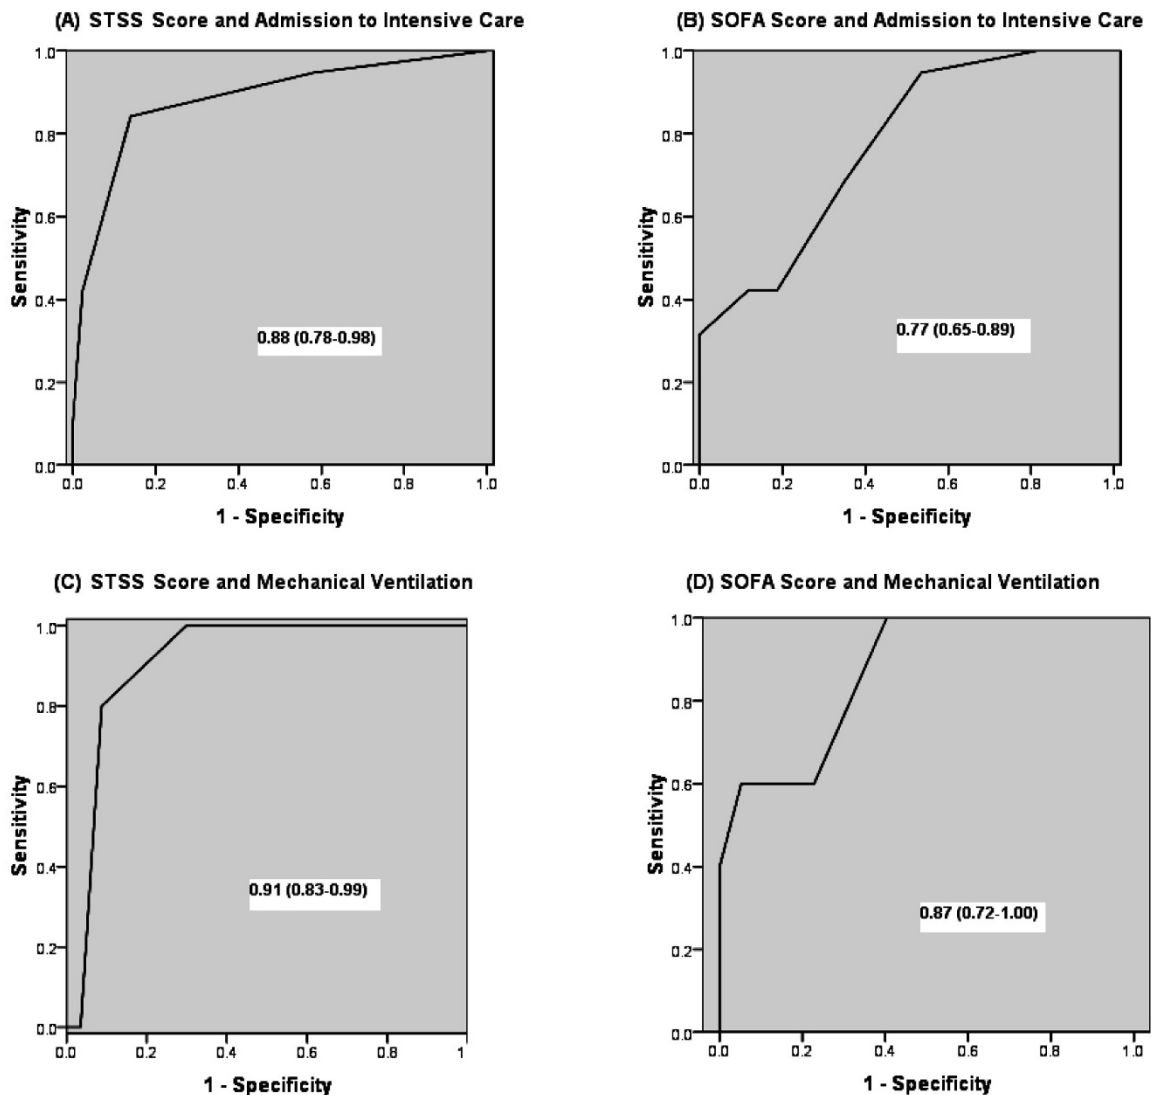 (A) STSS Score and Admission to Intensive Care
1.0
0.8
0.6
0.4
0.2
0.0
Sensitivity
0.88 (0.78-0.98)
0.0 0.2 0.4 0.6 0.8 1.0
1 - Specificity
(B) SOFA Score and Admission to Intensive Care
1.0
0.8
0.6
0.4
0.2
0.0
Sensitivity
0.77 (0.65-0.89)
0.0 0.2 0.4 0.6 0.8 1.0
1 - Specificity
(C) STSS Score and Mechanical Ventilation
1.0
0.8
0.6
0.4
0.2
0.0
Sensitivity
0.91 (0.83-0.99)
0.0 0.2 0.4 0.6 0.8 1
1 - Specificity
(D) SOFA Score and Mechanical Ventilation
1.0
0.8
0.6
0.4
0.2
0.0
Sensitivity
0.87 (0.72-1.00)
0.0 0.2 0.4 0.6 0.8 1.0
1 - Specificity